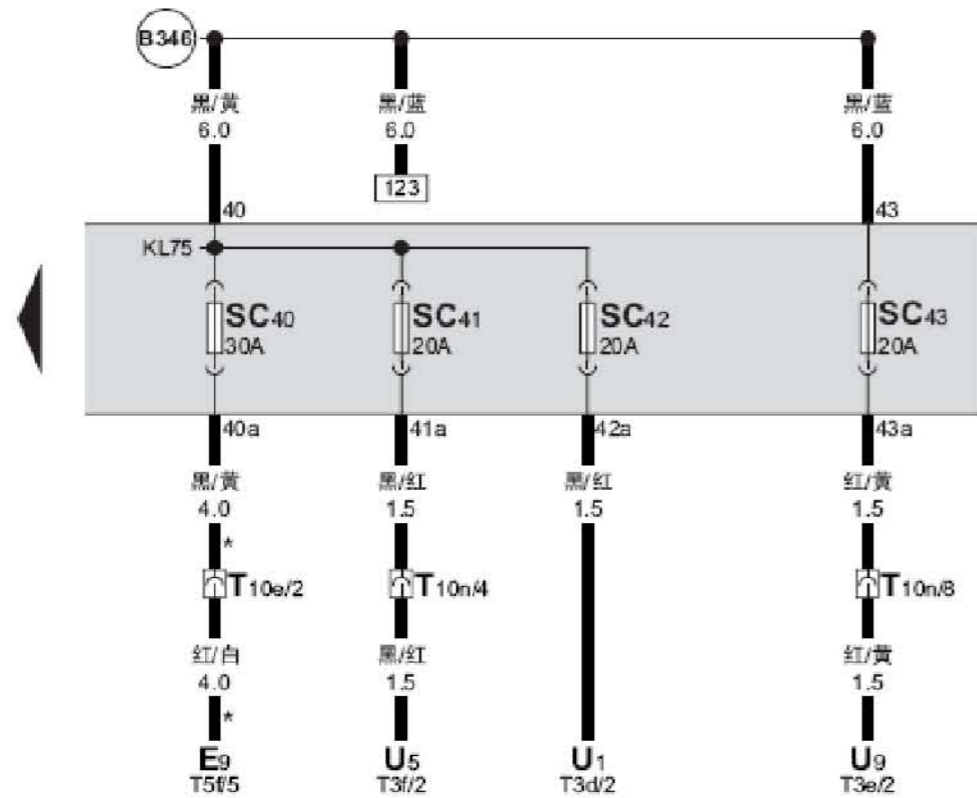 B346
黑/黄 黑/蓝 黑/蓝
6.0 6.0 6.0
123
40 43
KL75
SC40 SC41 SC42 SC43
30A 20A 20A 20A
40a 41a 42a 43a
黑/黄 黑/红 黑/红 红/黄
4.0 1.5 1.5 1.5
*
T10e/2 T10n/4 T10n/8
红/白 黑/红 红/黄
4.0 1.5 1.5
*
E9 U5 U1 U9
T5f/5 T3f/2 T3d/2 T3e/2